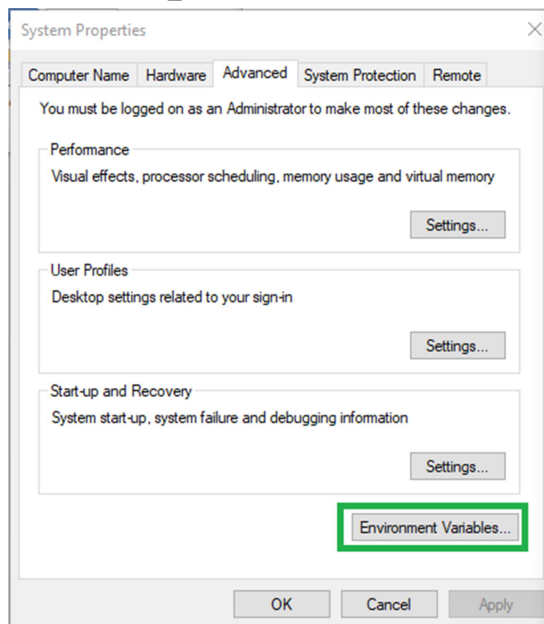 System Properties
Computer Name Hardware Advanced System Protection Remote
You must be logged on as an Administrator to make most of these changes.
Performance
Visual effects, processor scheduling, memory usage and virtual memory
Settings...
User Profiles
Desktop settings related to your sign-in
Settings...
Start-up and Recovery
System start-up, system failure and debugging information
Settings...
Environment Variables...
OK Cancel Apply